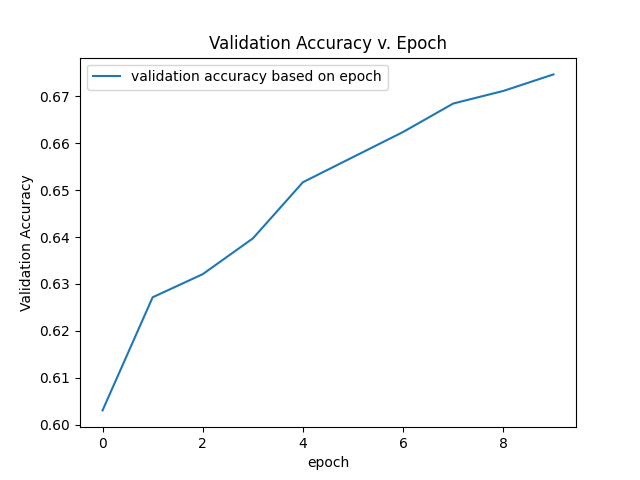 Validation Accuracy v. Epoch
validation accuracy based on epoch
0.67
0.66
0.65
0.64
0.63
0.62
0.61
0.60
Validation Accuracy
0 2 4 6 8
epoch